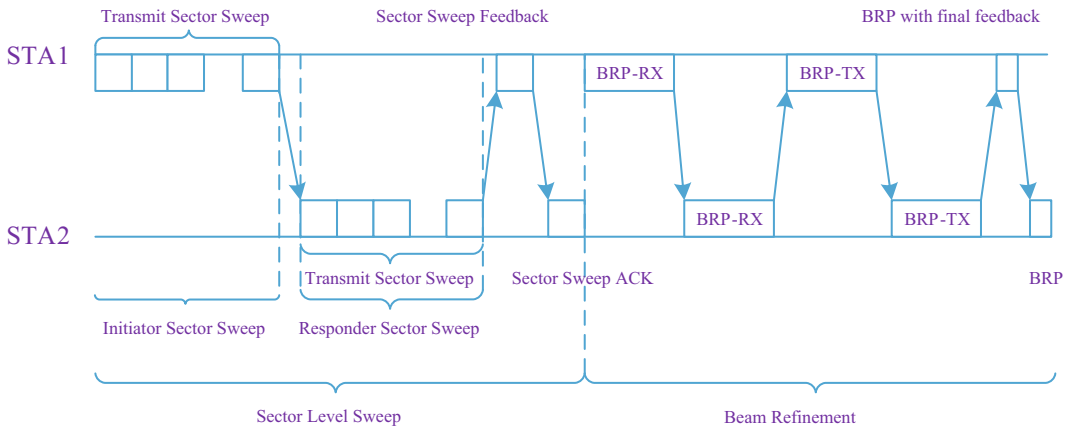 Transmit Sector Sweep
Sector Sweep Feedback
BRP with final feedback
STA1
BRP-RX
BRP-TX
BRP-RX
BRP-TX
STA2
Transmit Sector Sweep
Sector Sweep ACK
BRP
Initiator Sector Sweep
Responder Sector Sweep
Sector Level Sweep
Beam Refinement